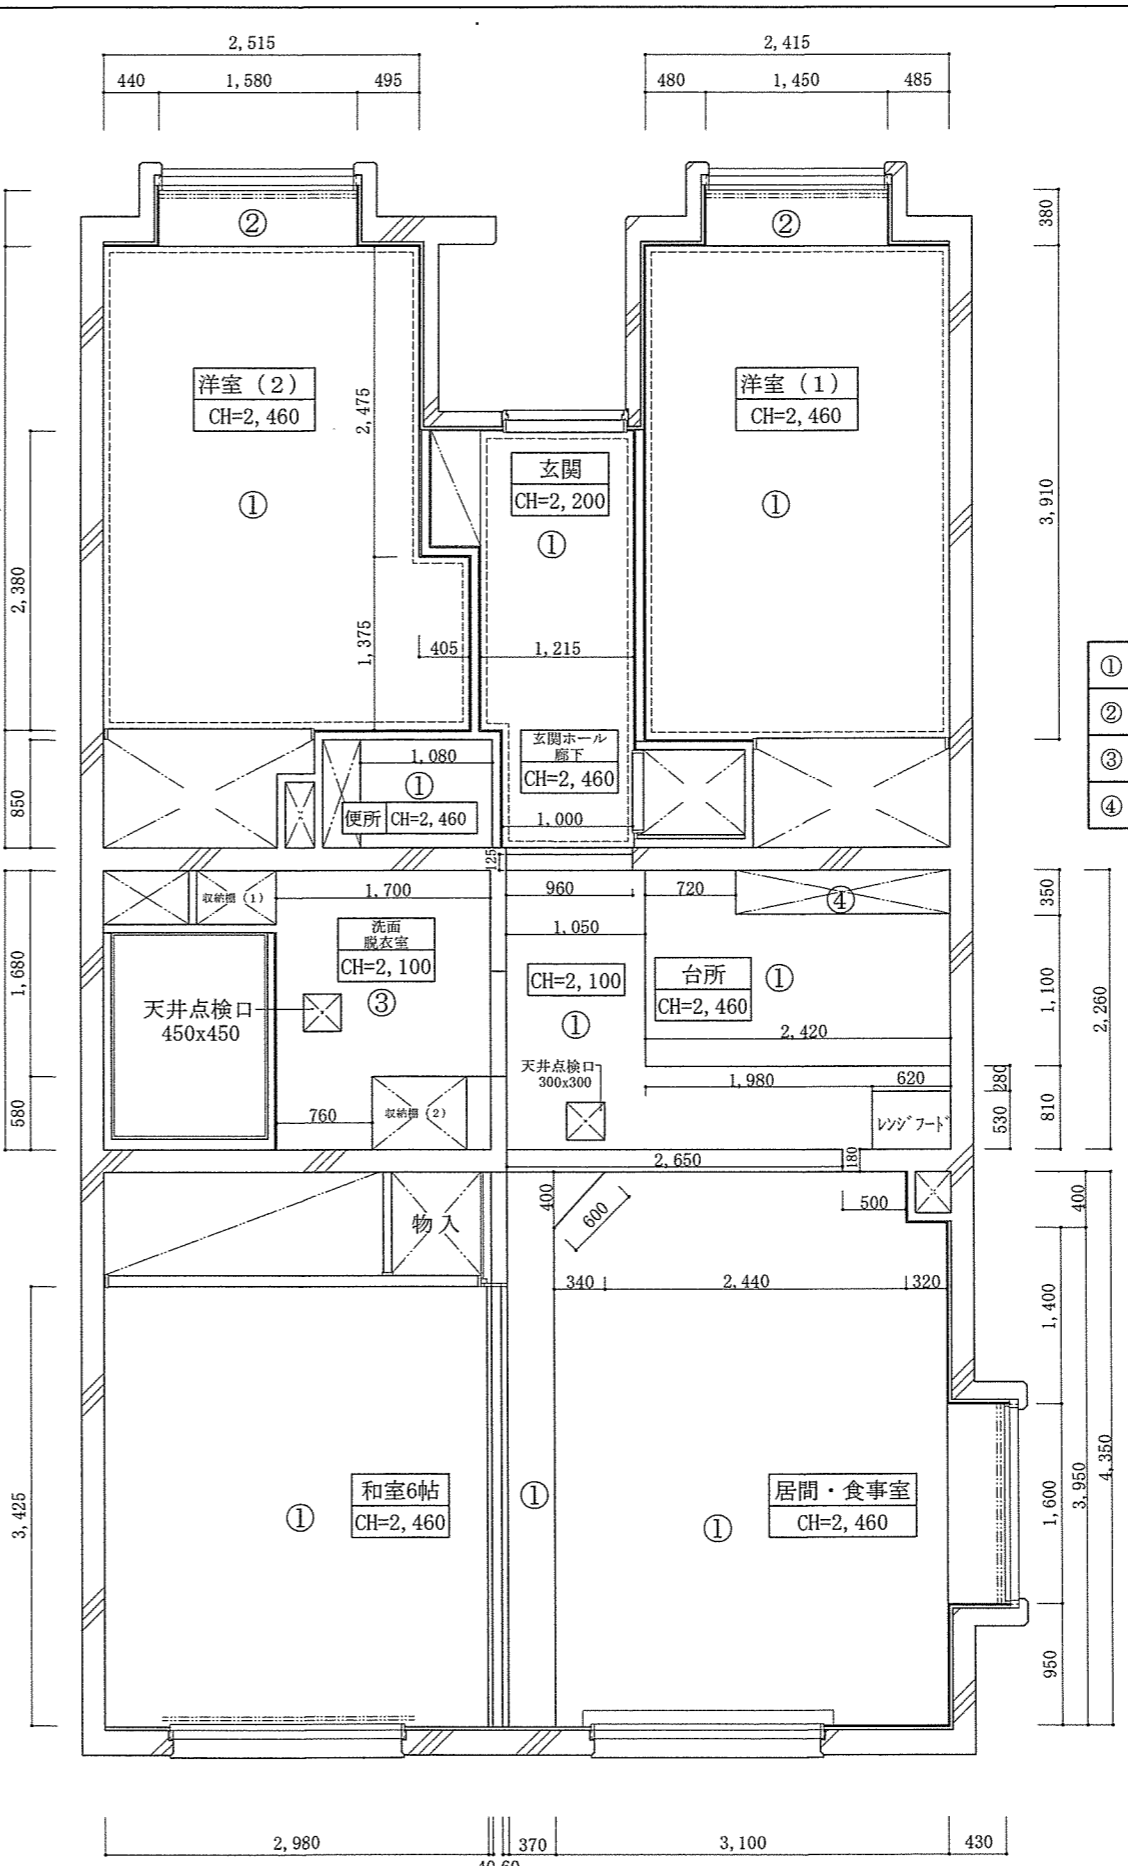 2,515
2,415
440 1,580 495
480 1,450 485
②
②
380
洋室（2）
CH=2,460
2,475
洋室（1）
CH=2,460
玄関
CH=2,200
①
①
①
3,910
2,380
1,375
405
1,215
①
②
③
④
玄関ホール
廊下
CH=2,460
1,080
①
便所 CH=2,460
850
1,000
125
収納棚（1）
1,700
960
720
④
350
1,050
洗面
脱衣室
CH=2,100
③
CH=2,100
①
台所
CH=2,460
①
1,680
天井点検口
450x450
1,100
2,260
2,420
天井点検口
300x300
1,980
620
280
580
760
収納棚（2）
レンジフード
530
810
2,650
180
物入
400
600
500
400
340
2,440
320
1,400
3,425
①
和室6帖
CH=2,460
①
①
居間・食事室
CH=2,460
1,600
3,950
4,350
950
2,980
370
3,100
430
40 60